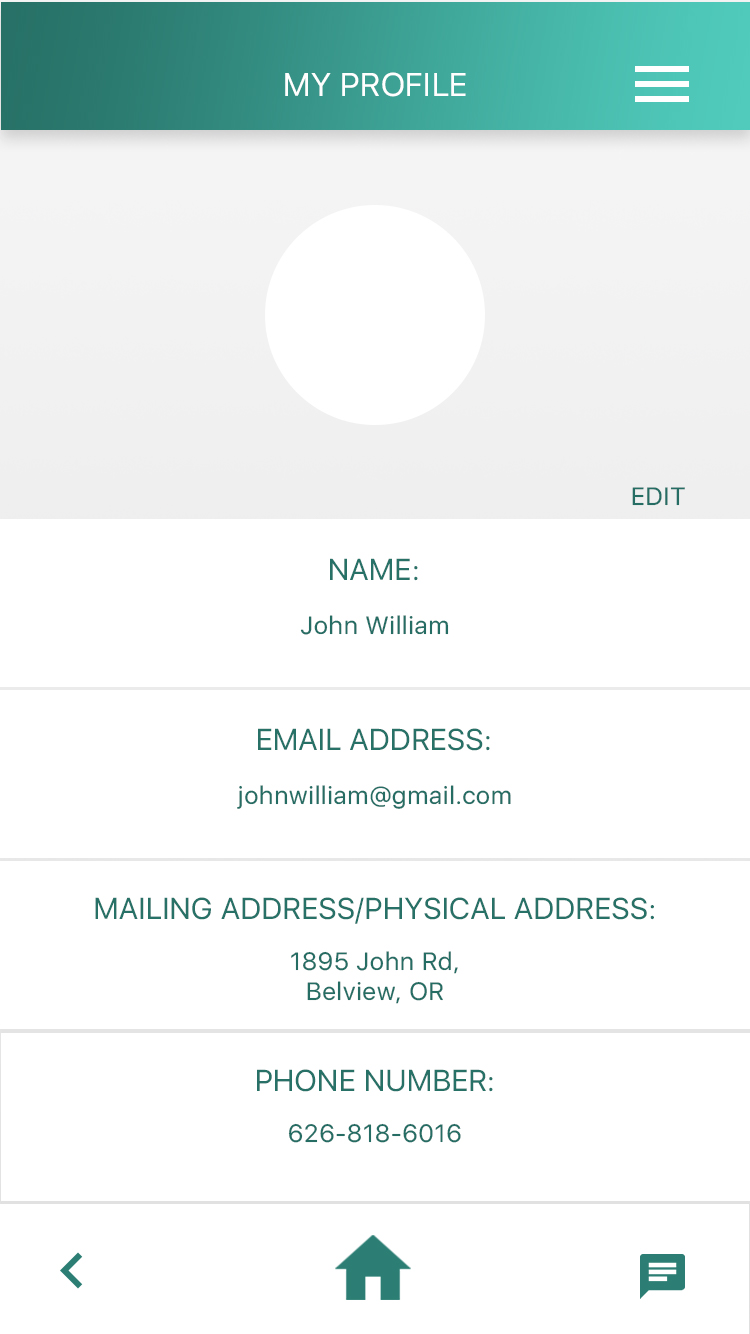 MY PROFILE
EDIT
NAME:
John William
EMAIL ADDRESS:
johnwilliam@gmail.com
MAILING ADDRESS/PHYSICAL ADDRESS:
1895 John Rd,
Belview, OR
PHONE NUMBER:
626-818-6016